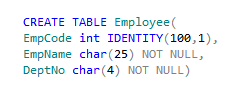 CREATE TABLE Employee(
EmpCode int IDENTITY(100,1),
EmpName char(25) NOT NULL,
DeptNo char(4) NOT NULL)